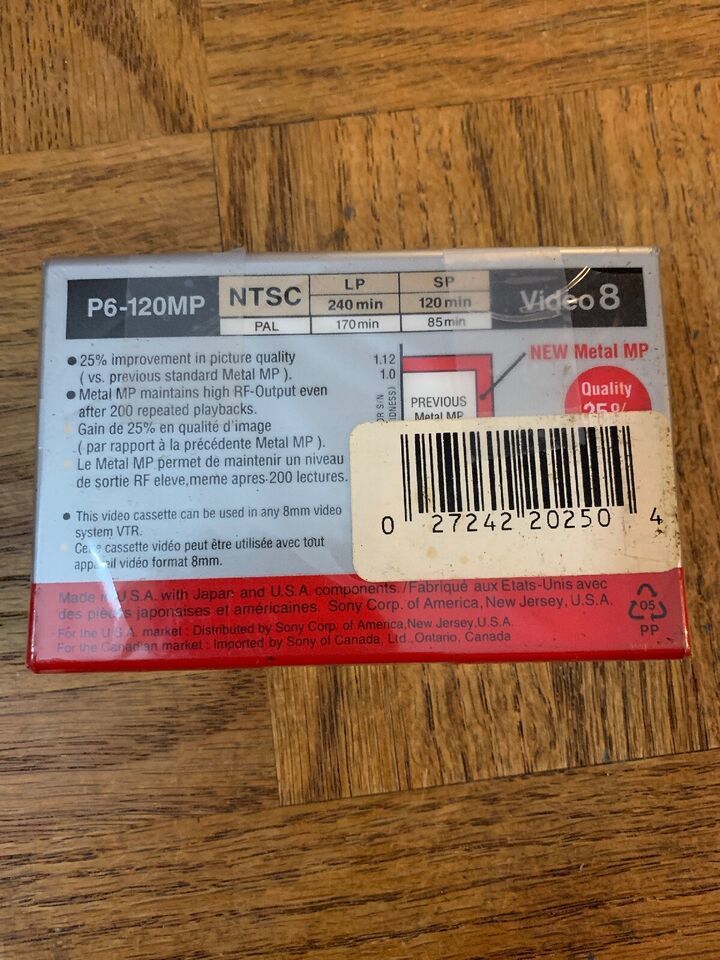 P6-120MP NTSC LP SP Video 8
240 min 120 min
PAL 170 min 85 min
● 25% improvement in picture quality
( vs. previous standard Metal MP ).
● Metal MP maintains high RF-Output even
after 200 repeated playbacks.
Gain de 25% en qualité d'image
( par rapport à la précédente Metal MP ).
Le Metal MP permet de maintenir un niveau
de sortie RF eleve,meme apres 200 lectures.
● This video cassette can be used in any 8mm video
system VTR.
Cette cassette vidéo peut être utilisée avec tout
appareil vidéo format 8mm.
1.12
1.0
NEW Metal MP
PREVIOUS
Metal MP
Quality
25%
0 27242 20250 4
Made in U.S.A. with Japan and U.S.A. components./Fabriqué aux Etats-Unis avec
des pièces japonaises et américaines. Sony Corp. of America, New Jersey, U.S.A.
For the U.S.A. market : Distributed by Sony Corp. of America,New Jersey,U.S.A.
For the Canadian market : Imported by Sony of Canada, Ltd.,Ontario, Canada
05
PP